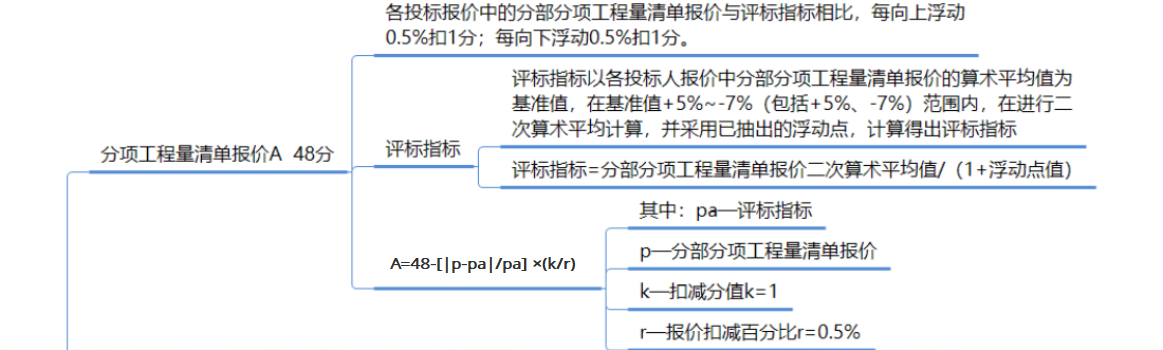 各投标报价中的分部分项工程量清单报价与评标指标相比，每向上浮动
0.5%扣1分；每向下浮动0.5%扣1分。
分项工程量清单报价A 48分
评标指标
评标指标以各投标人报价中分部分项工程量清单报价的算术平均值为
基准值，在基准值+5%~-7%（包括+5%、-7%）范围内，在进行二
次算术平均计算，并采用已抽出的浮动点，计算得出评标指标
评标指标=分部分项工程量清单报价二次算术平均值/（1+浮动点值）
A=48-[|p-pa|/pa] ×(k/r)
其中：pa—评标指标
p—分部分项工程量清单报价
k—扣减分值k=1
r—报价扣减百分比r=0.5%